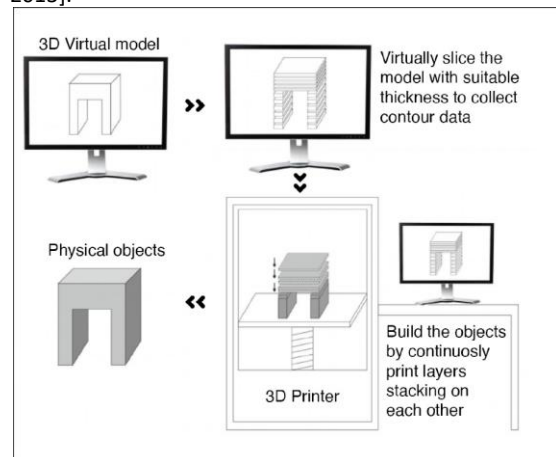 3D Virtual model
Virtually slice the
model with suitable
thickness to collect
contour data
Physical objects
3D Printer
Build the objects
by continuosly
print layers
stacking on
each other